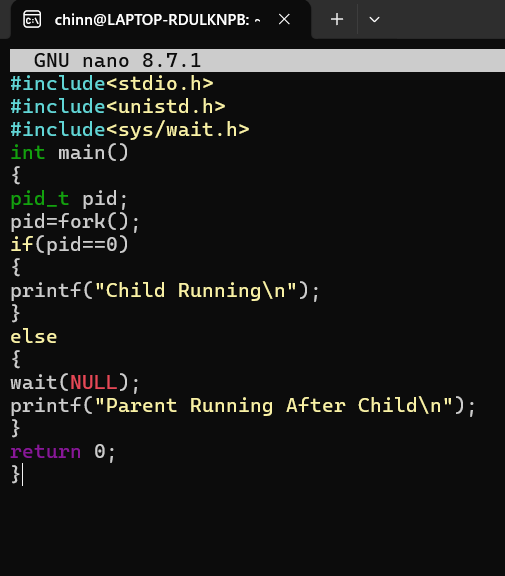 chinn@LAPTOP-RDULKNPB: ~
GNU nano 8.7.1
#include<stdio.h>
#include<unistd.h>
#include<sys/wait.h>
int main()
{
pid_t pid;
pid=fork();
if(pid==0)
{
printf("Child Running\n");
}
else
{
wait(NULL);
printf("Parent Running After Child\n");
}
return 0;
}